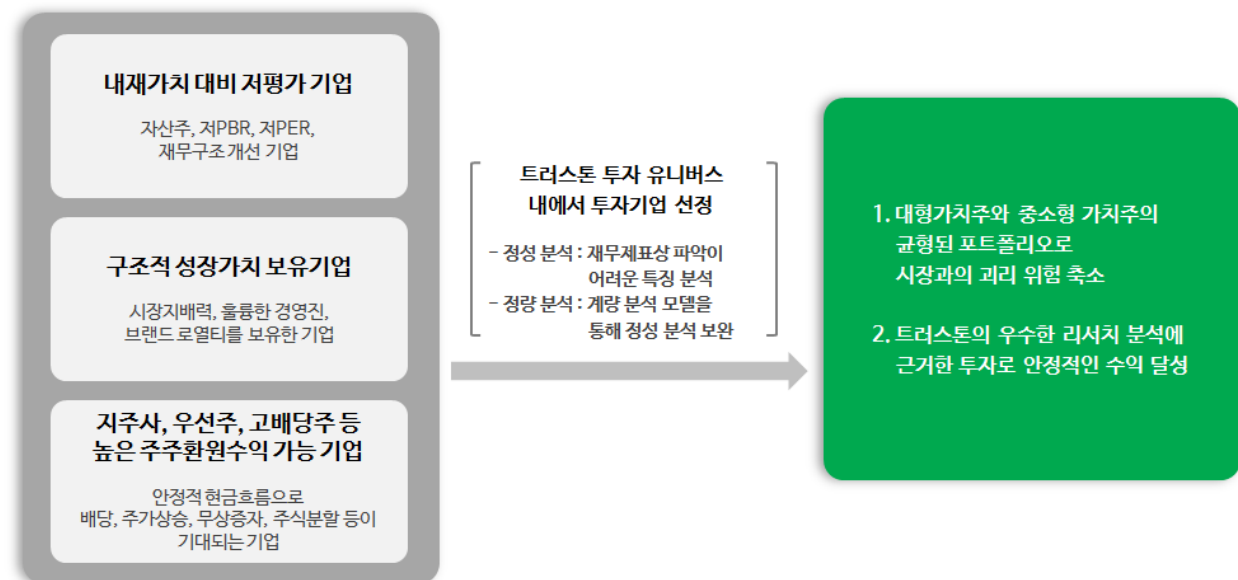 내재가치 대비 저평가 기업
자산주, 저PBR, 저PER,
재무구조 개선 기업
구조적 성장가치 보유기업
시장지배력, 훌륭한 경영진,
브랜드 로열티를 보유한 기업
지주사, 우선주, 고배당주 등
높은 주주환원수익 가능 기업
안정적 현금흐름으로
배당, 주가상승, 무상증자, 주식분할 등이
기대되는 기업
트러스톤 투자 유니버스
내에서 투자기업 선정
- 정성 분석 : 재무제표상 파악이
어려운 특징 분석
- 정량 분석 : 계량 분석 모델을
통해 정성 분석 보완
1. 대형가치주와 중소형 가치주의
균형된 포트폴리오로
시장과의 괴리 위험 축소
2. 트러스톤의 우수한 리서치 분석에
근거한 투자로 안정적인 수익 달성